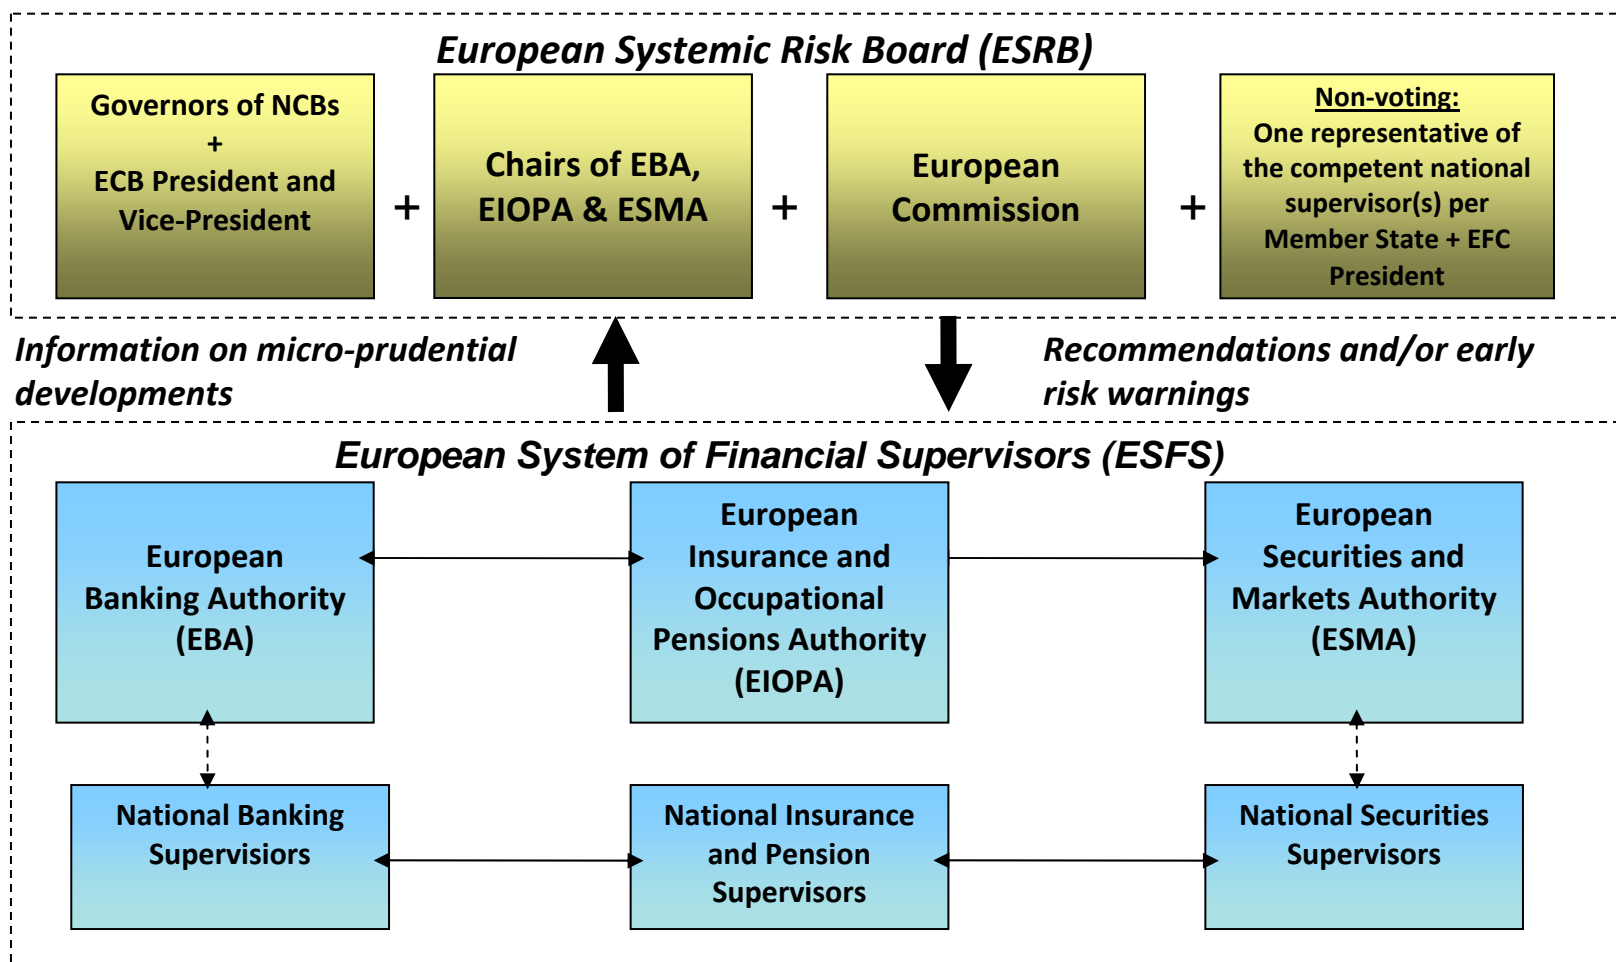 European Systemic Risk Board (ESRB)
Governors of NCBs
+
ECB President and
Vice-President
+
Chairs of EBA,
EIOPA & ESMA
+
European
Commission
+
Non-voting:
One representative of
the competent national
supervisor(s) per
Member State + EFC
President
Information on micro-prudential
developments
Recommendations and/or early
risk warnings
European System of Financial Supervisors (ESFS)
European
Banking Authority
(EBA)
European
Insurance and
Occupational
Pensions Authority
(EIOPA)
European
Securities and
Markets Authority
(ESMA)
National Banking
Supervisiors
National Insurance
and Pension
Supervisors
National Securities
Supervisors